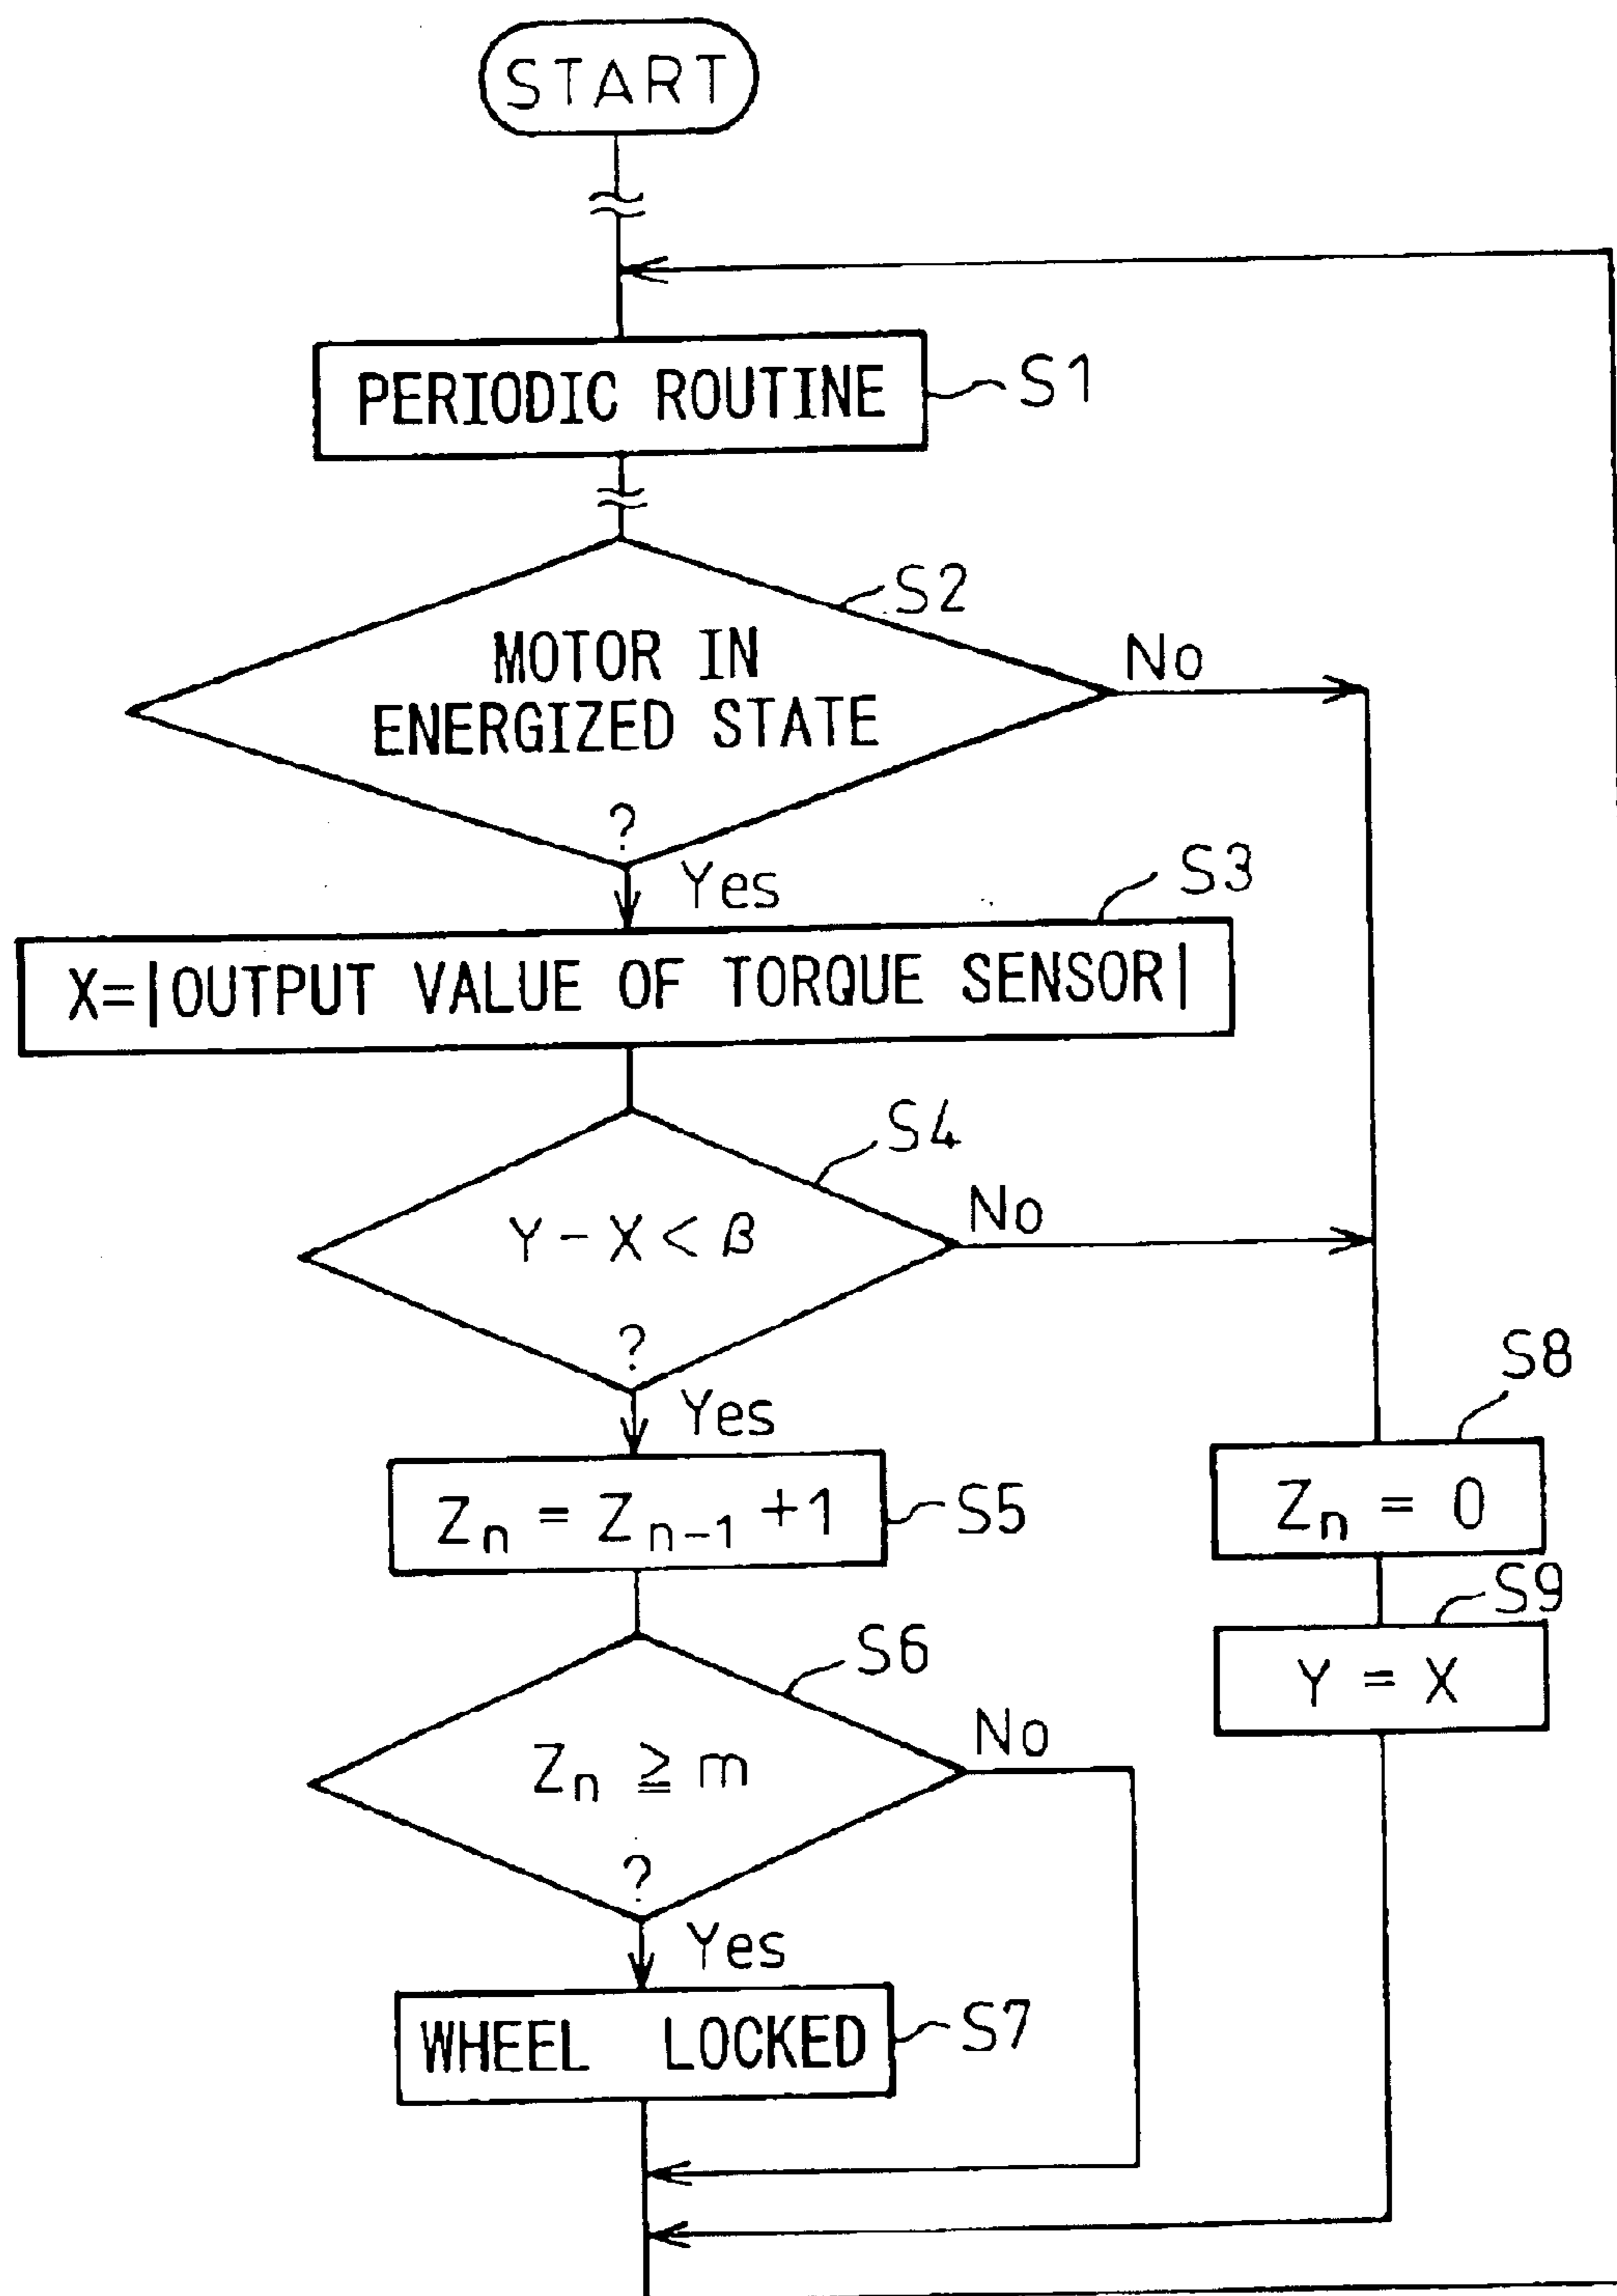 START
PERIODIC ROUTINE
S1
S2
MOTOR IN
ENERGIZED STATE
?
No
Yes
S3
X=|OUTPUT VALUE OF TORQUE SENSOR|
S4
Y - X < β
?
No
Yes
S5
Zn = Zn-1 +1
S8
Zn = 0
S9
Y = X
S6
Zn ≧ m
?
No
Yes
WHEEL LOCKED
S7